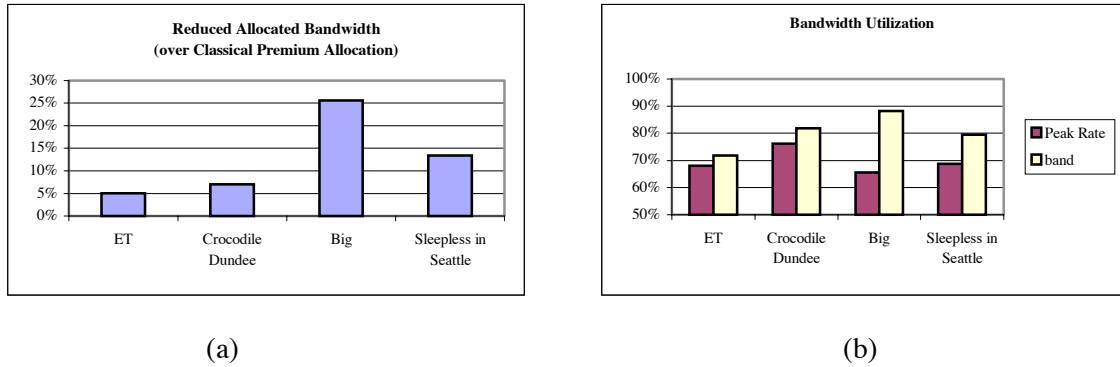 Reduced Allocated Bandwidth
(over Classical Premium Allocation)
30%
25%
20%
15%
10%
5%
0%
ET
Crocodile
Dundee
Big
Sleepless in
Seattle
(a)
Bandwidth Utilization
100%
90%
80%
70%
60%
50%
ET
Crocodile
Dundee
Big
Sleepless in
Seattle
Peak Rate
band
(b)